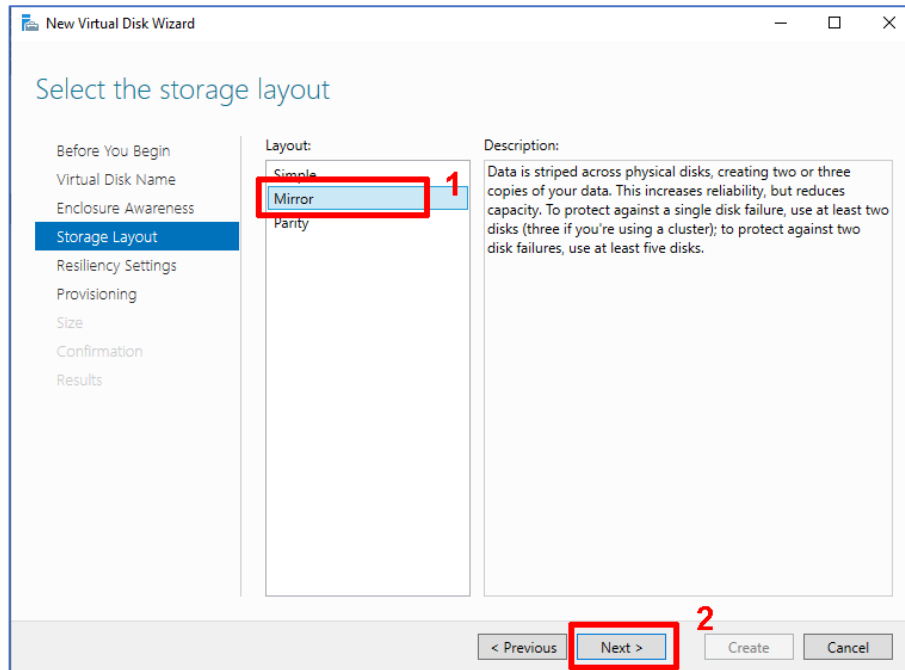 New Virtual Disk Wizard
Select the storage layout
Before You Begin
Virtual Disk Name
Enclosure Awareness
Storage Layout
Resiliency Settings
Provisioning
Size
Confirmation
Results
Layout:
Simple
1
Mirror
Parity
Description:
Data is striped across physical disks, creating two or three
copies of your data. This increases reliability, but reduces
capacity. To protect against a single disk failure, use at least two
disks (three if you're using a cluster); to protect against two
disk failures, use at least five disks.
2
< Previous
Next >
Create
Cancel